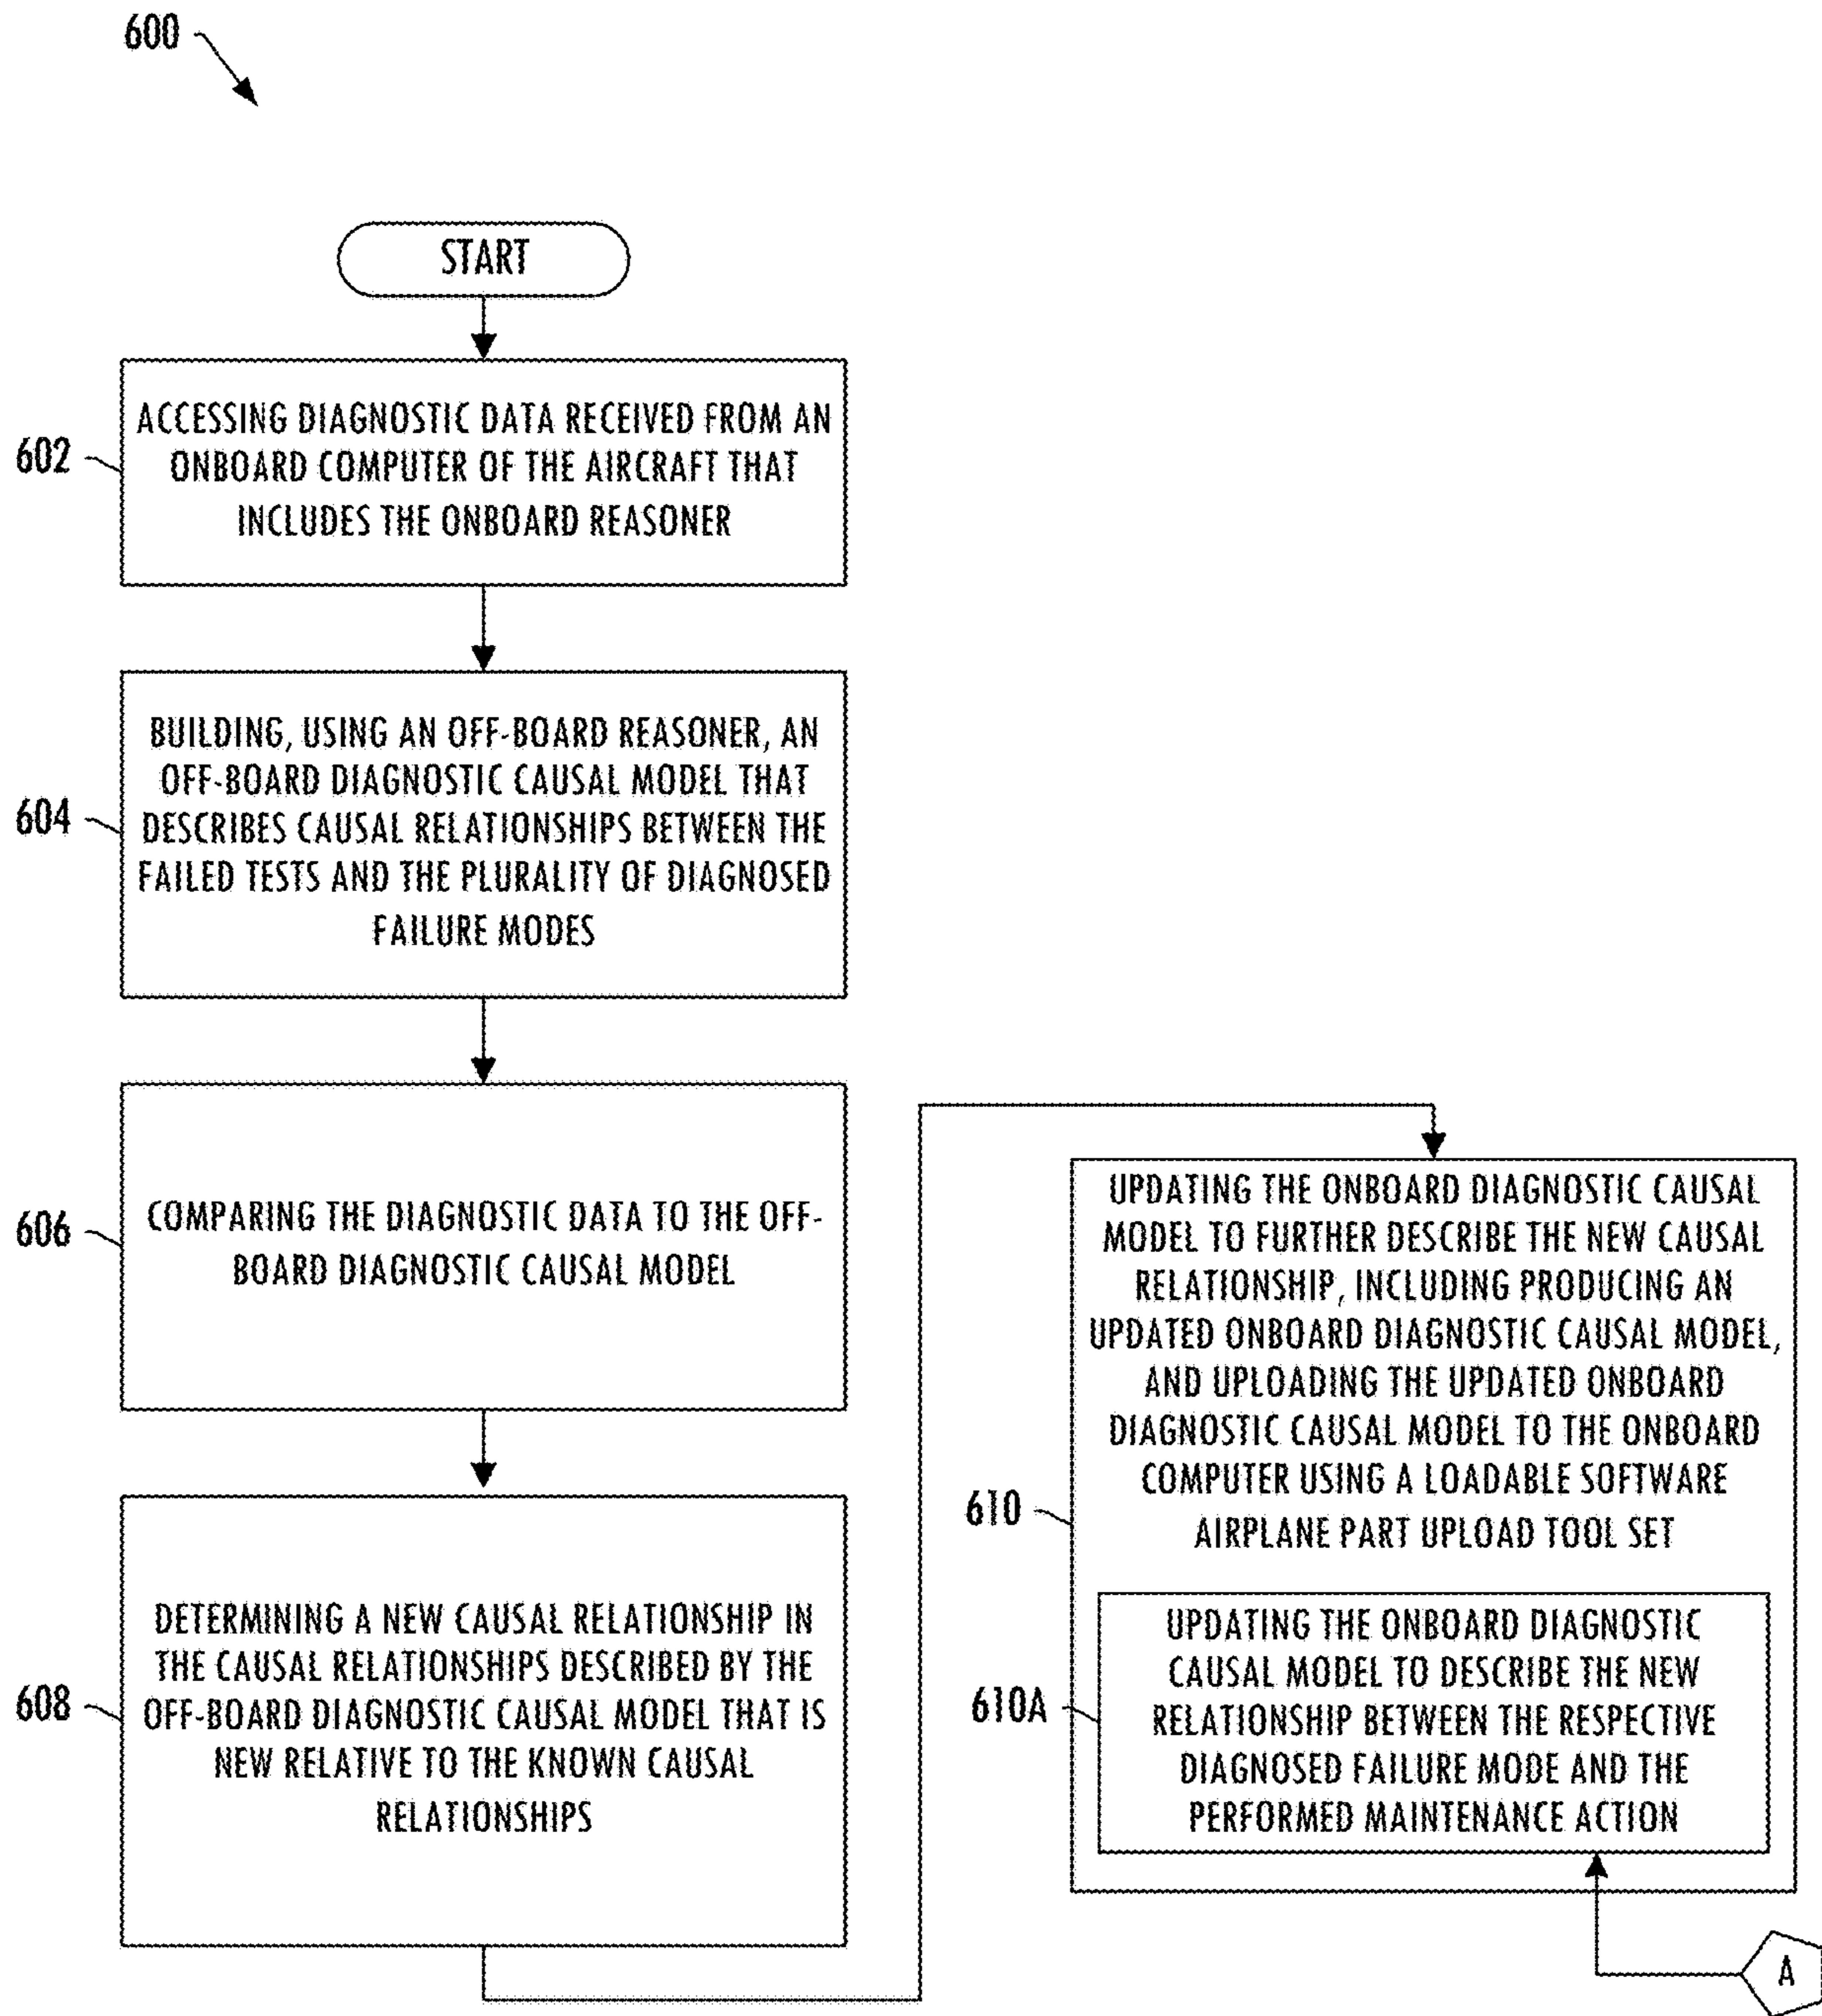 600
START
602
ACCESSING DIAGNOSTIC DATA RECEIVED FROM AN
ONBOARD COMPUTER OF THE AIRCRAFT THAT
INCLUDES THE ONBOARD REASONER
604
BUILDING, USING AN OFF-BOARD REASONER, AN
OFF-BOARD DIAGNOSTIC CAUSAL MODEL THAT
DESCRIBES CAUSAL RELATIONSHIPS BETWEEN THE
FAILED TESTS AND THE PLURALITY OF DIAGNOSED
FAILURE MODES
606
COMPARING THE DIAGNOSTIC DATA TO THE OFF-
BOARD DIAGNOSTIC CAUSAL MODEL
608
DETERMINING A NEW CAUSAL RELATIONSHIP IN
THE CAUSAL RELATIONSHIPS DESCRIBED BY THE
OFF-BOARD DIAGNOSTIC CAUSAL MODEL THAT IS
NEW RELATIVE TO THE KNOWN CAUSAL
RELATIONSHIPS
610
UPDATING THE ONBOARD DIAGNOSTIC CAUSAL
MODEL TO FURTHER DESCRIBE THE NEW CAUSAL
RELATIONSHIP, INCLUDING PRODUCING AN
UPDATED ONBOARD DIAGNOSTIC CAUSAL MODEL,
AND UPLOADING THE UPDATED ONBOARD
DIAGNOSTIC CAUSAL MODEL TO THE ONBOARD
COMPUTER USING A LOADABLE SOFTWARE
AIRPLANE PART UPLOAD TOOL SET
610A
UPDATING THE ONBOARD DIAGNOSTIC
CAUSAL MODEL TO DESCRIBE THE NEW
RELATIONSHIP BETWEEN THE RESPECTIVE
DIAGNOSED FAILURE MODE AND THE
PERFORMED MAINTENANCE ACTION
A